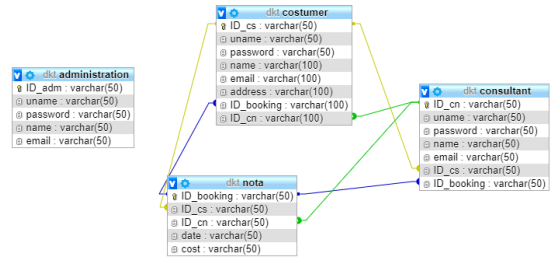 dkt costumer
ID_cs : varchar(50)
uname : varchar(50)
password : varchar(50)
name : varchar(100)
email : varchar(100)
address : varchar(100)
ID_booking : varchar(100)
ID_cn : varchar(100)
dkt administration
ID_adm : varchar(50)
uname : varchar(50)
password : varchar(50)
name : varchar(50)
email : varchar(50)
dkt consultant
ID_cn : varchar(50)
uname : varchar(50)
password : varchar(50)
name : varchar(50)
email : varchar(50)
ID_cs : varchar(50)
ID_booking : varchar(50)
dkt nota
ID_booking : varchar(50)
ID_cs : varchar(50)
ID_cn : varchar(50)
date : varchar(50)
cost : varchar(50)